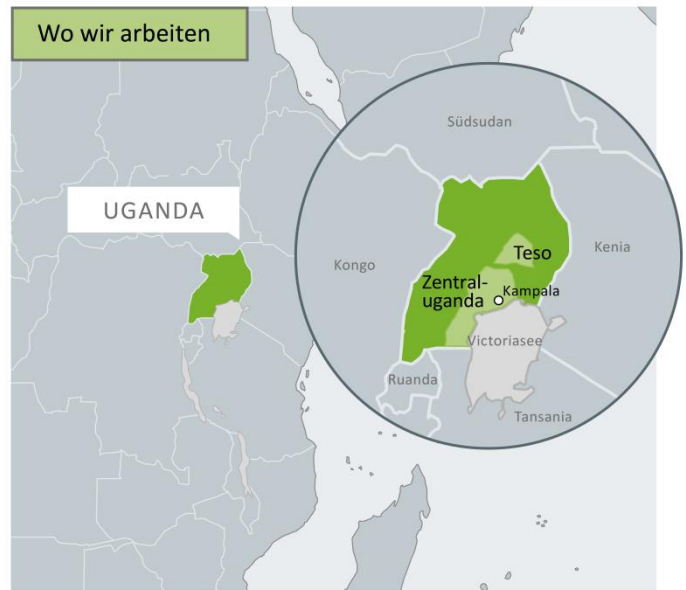 Wo wir arbeiten
UGANDA
Südsudan
Kongo
Kenia
Teso
Zentral-
uganda
Kampala
Victoriasee
Ruanda
Tansania